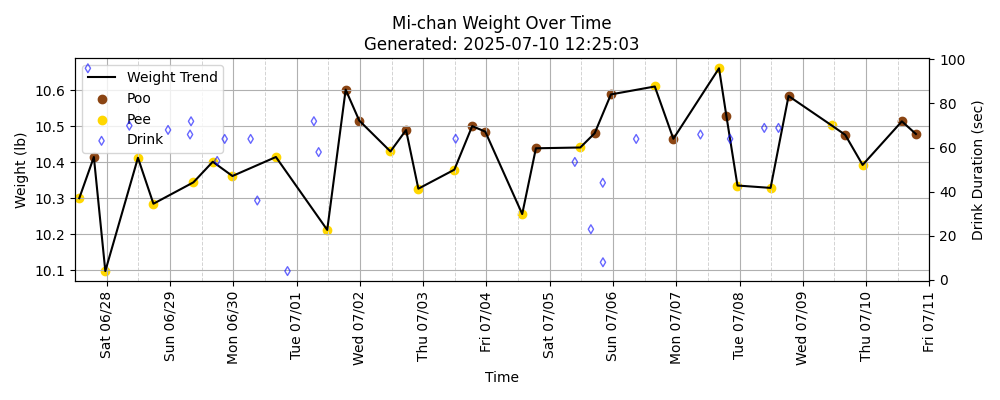 Mi-chan Weight Over Time
Generated: 2025-07-10 12:25:03
Weight (lb)
10.6
10.5
10.4
10.3
10.2
10.1
Weight Trend
Poo
Pee
Drink
100
80
60
40
20
0
Drink Duration (sec)
Sat 06/28
Sun 06/29
Mon 06/30
Tue 07/01
Wed 07/02
Thu 07/03
Fri 07/04
Sat 07/05
Sun 07/06
Mon 07/07
Tue 07/08
Wed 07/09
Thu 07/10
Fri 07/11
Time